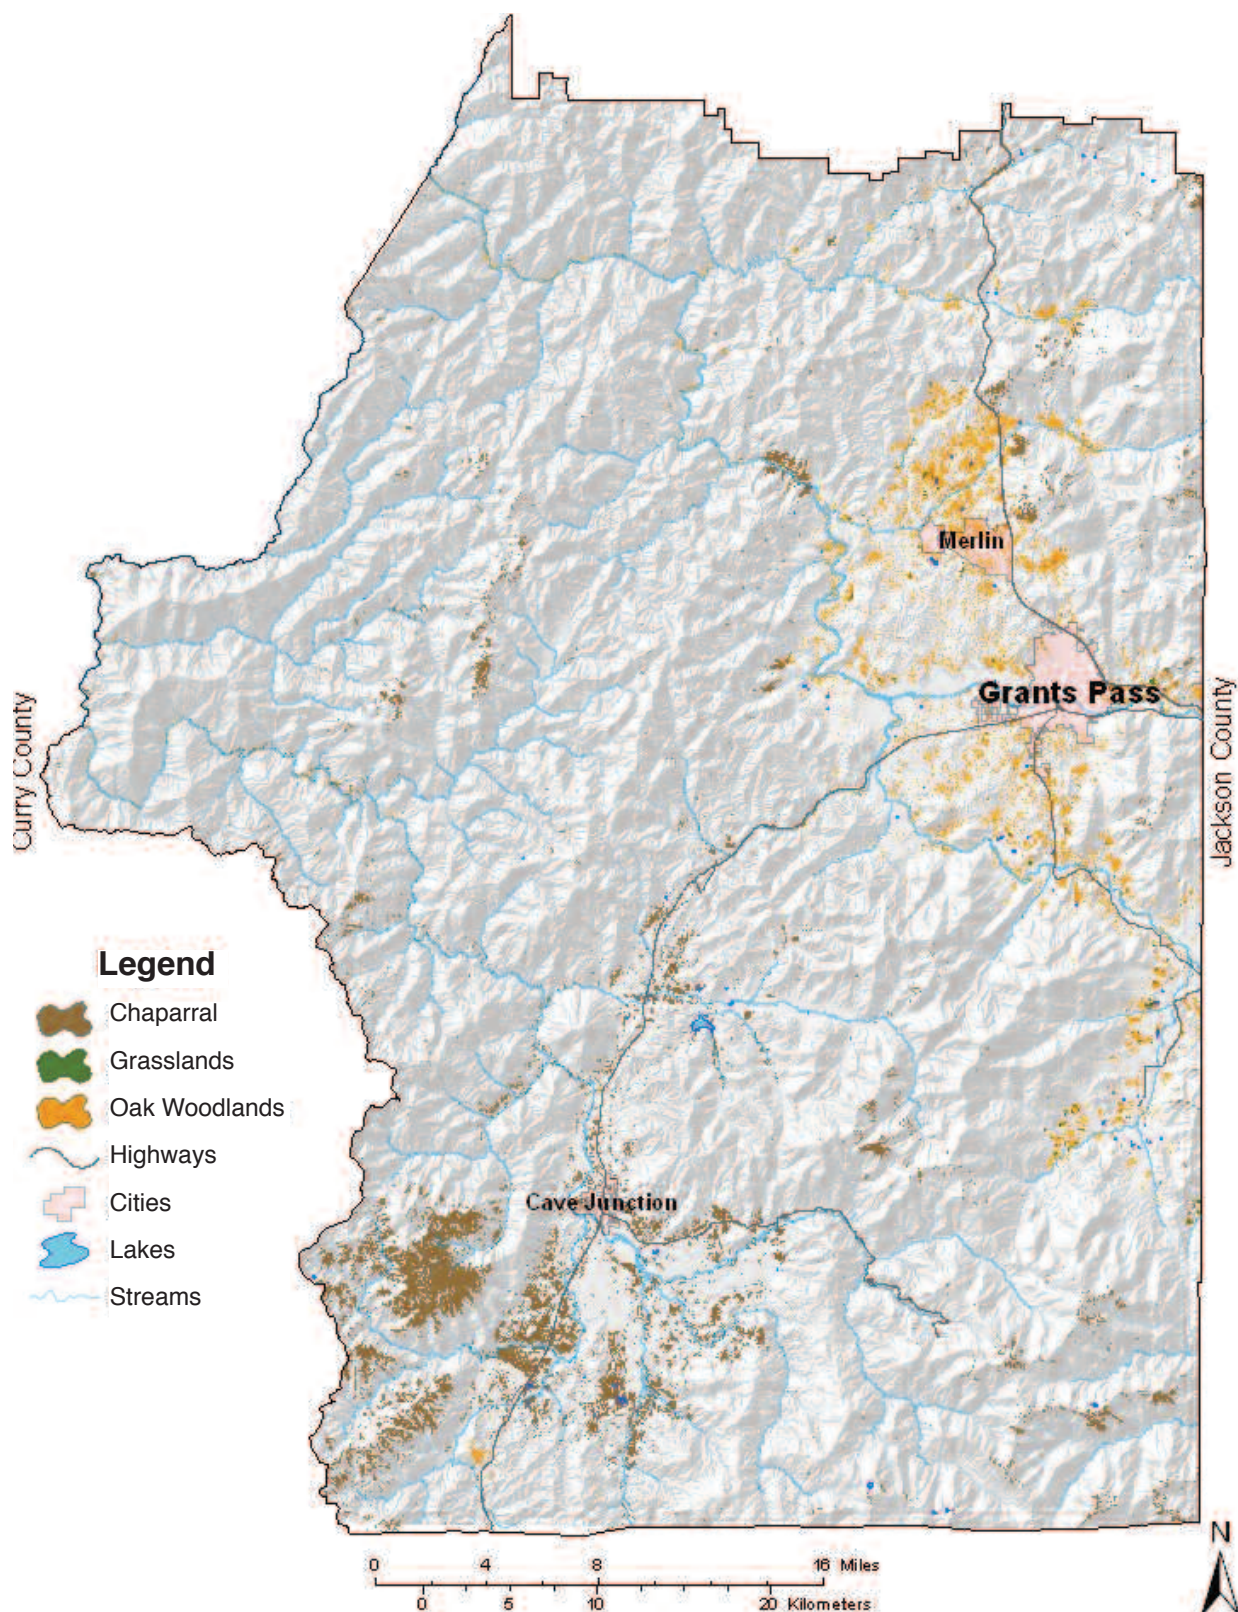 Merlin
Grants Pass
Curry County
Jackson County
Legend
Chaparral
Grasslands
Oak Woodlands
Highways
Cities
Lakes
Streams
Cave Junction
N
0 4 8 16 Miles
0 5 10 20 Kilometers